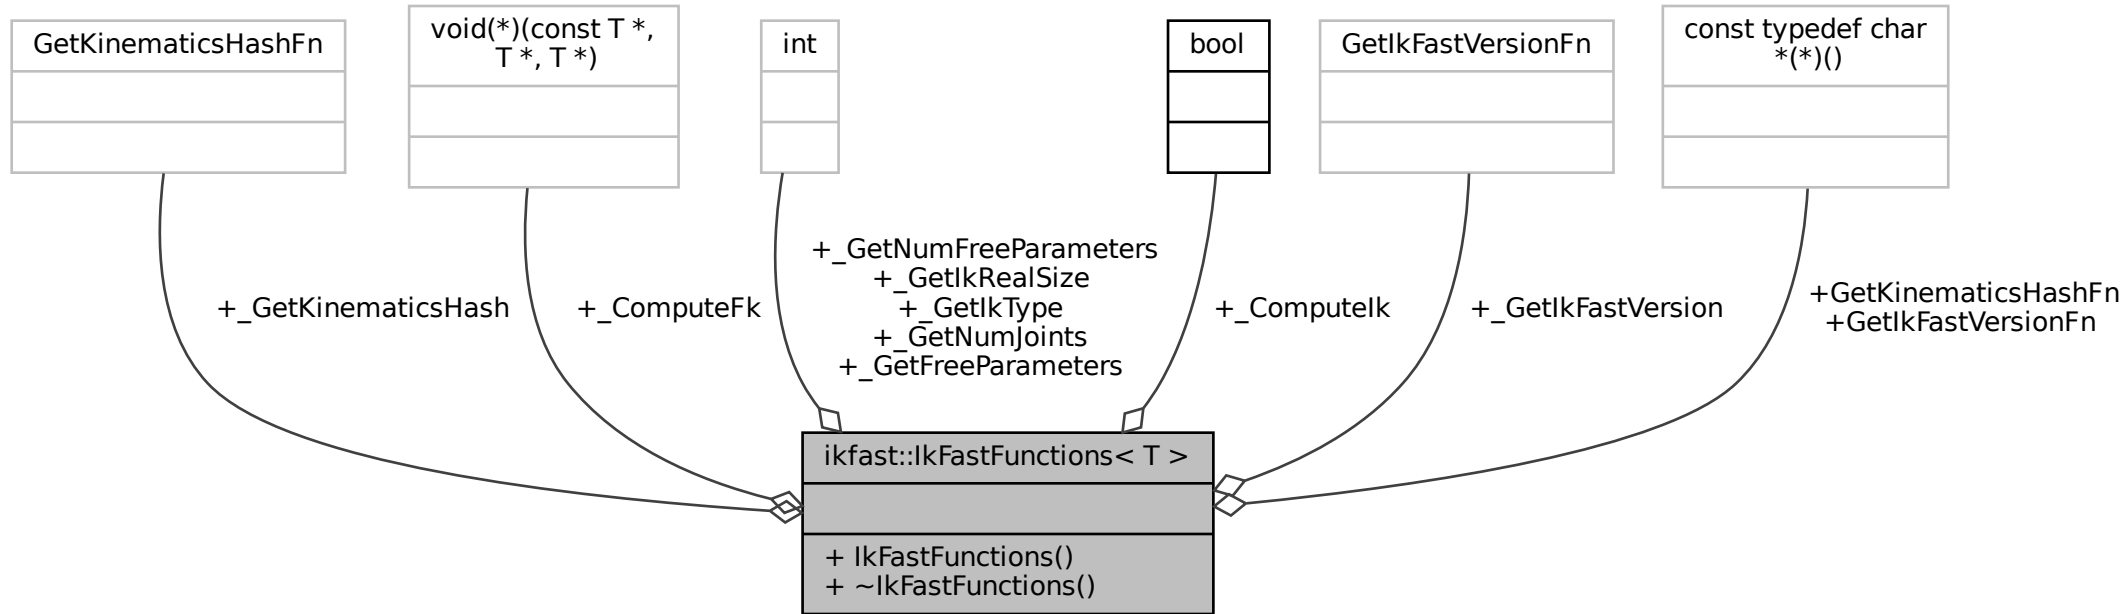 GetKinematicsHashFn
void(*)(const T *,
T *, T *)
int
bool
GetIkFastVersionFn
const typedef char
*(*)()
+_GetKinematicsHash
+_ComputeFk
+_GetNumFreeParameters
+_GetIkRealSize
+_GetIkType
+_GetNumJoints
+_GetFreeParameters
+_ComputeIk
+_GetIkFastVersion
+GetKinematicsHashFn
+GetIkFastVersionFn
ikfast::IkFastFunctions< T >
+ IkFastFunctions()
+ ~IkFastFunctions()